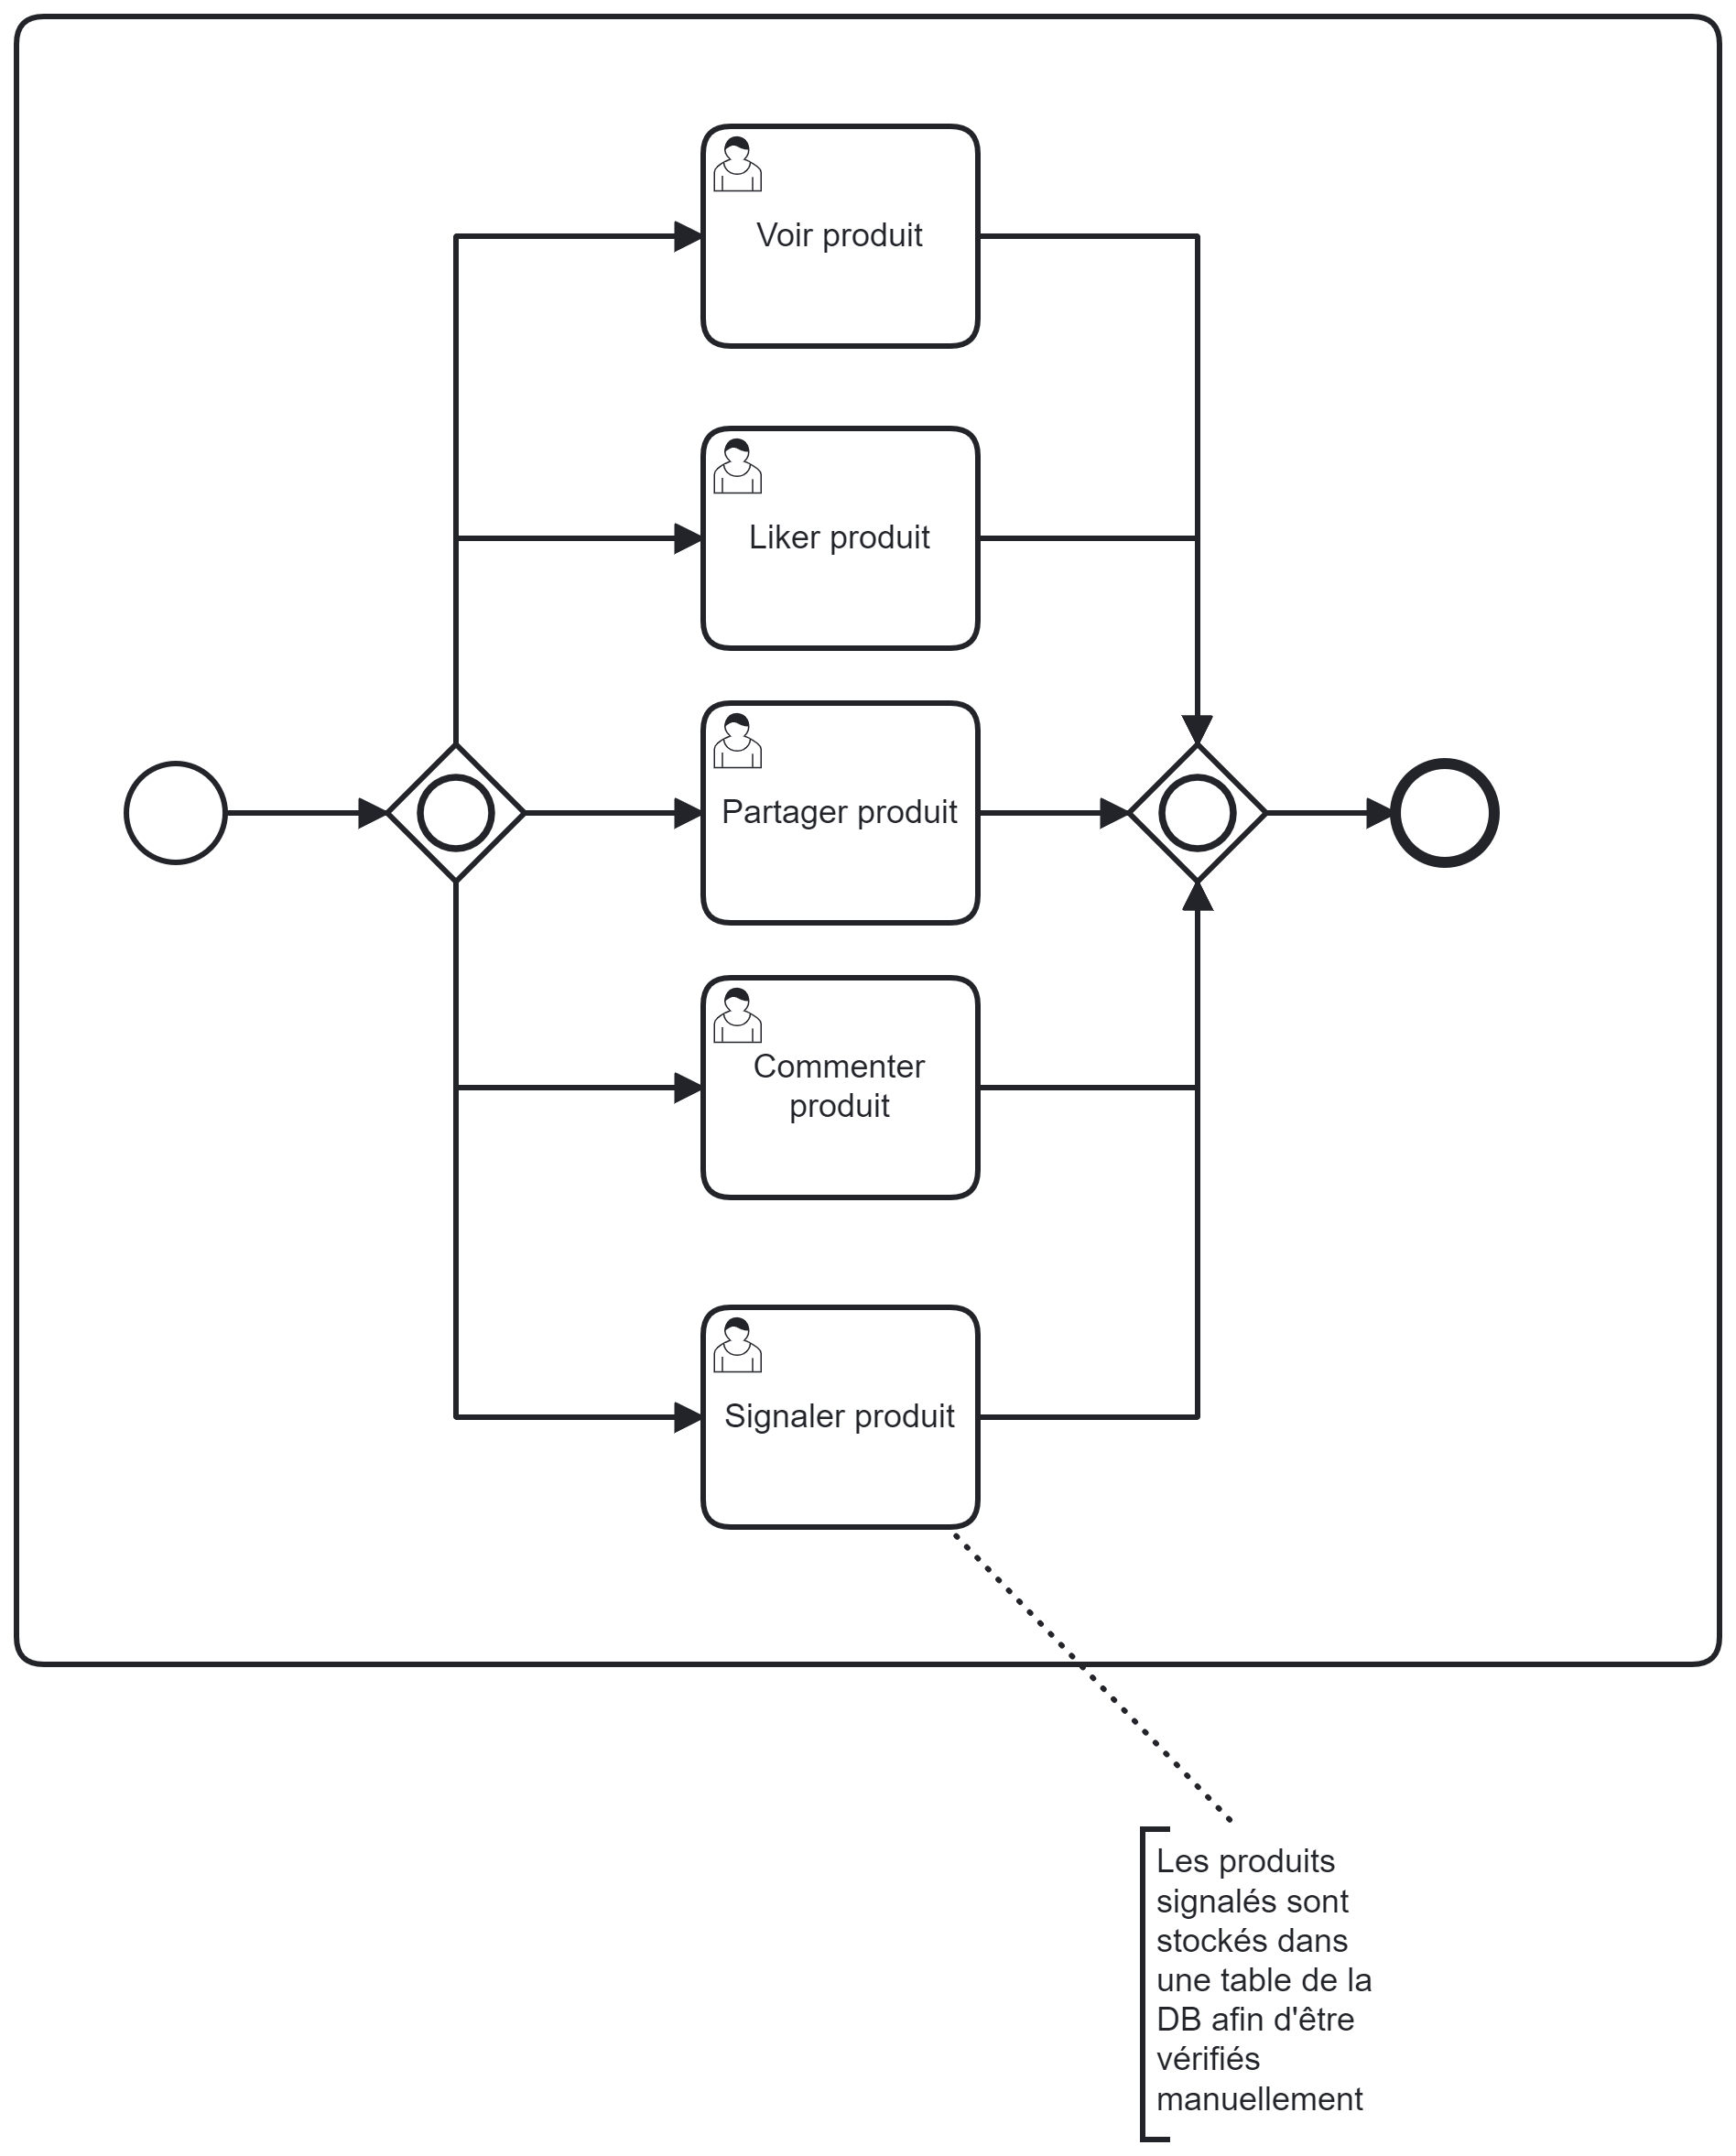 Voir produit
Liker produit
Partager produit
Commenter
produit
Signaler produit
Les produits
signalés sont
stockés dans
une table de la
DB afin d'être
vérifiés
manuellement